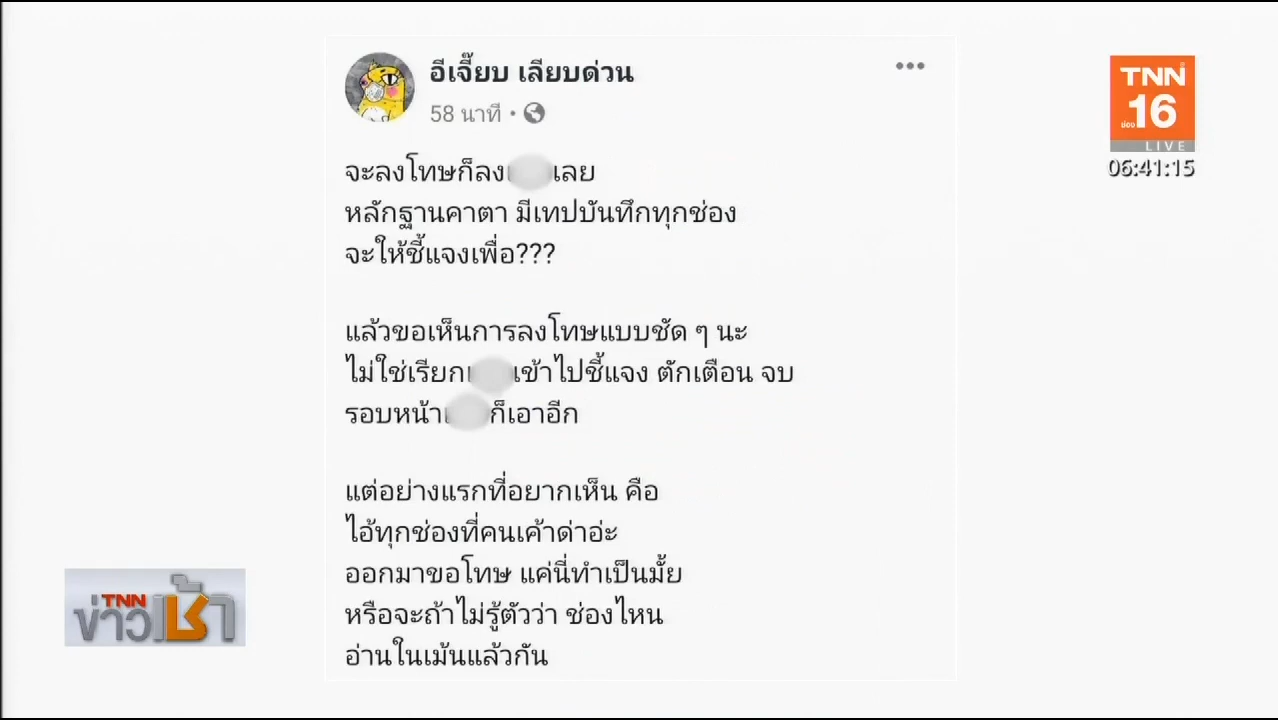 อีเจี๊ยบ เลียบด่วน
58 นาที •
จะลงโทษก็ลง เลย
หลักฐานคาตา มีเทปบันทึกทุกช่อง
จะให้ชี้แจงเพื่อ???
แล้วขอเห็นการลงโทษแบบชัด ๆ นะ
ไม่ใช่เรียก เข้าไปชี้แจง ตักเตือน จบ
รอบหน้า ก็เอาอีก
แต่อย่างแรกที่อยากเห็น คือ
ไอ้ทุกช่องที่คนเค้าด่าอ่ะ
ออกมาขอโทษ แค่นี่ทำเป็นมั้ย
หรือจะถ้าไม่รู้ตัวว่า ช่องไหน
อ่านในเม้นแล้วกัน
TNN
ช่อง 16
LIVE
06:41:15
TNN
ข่าวเช้า